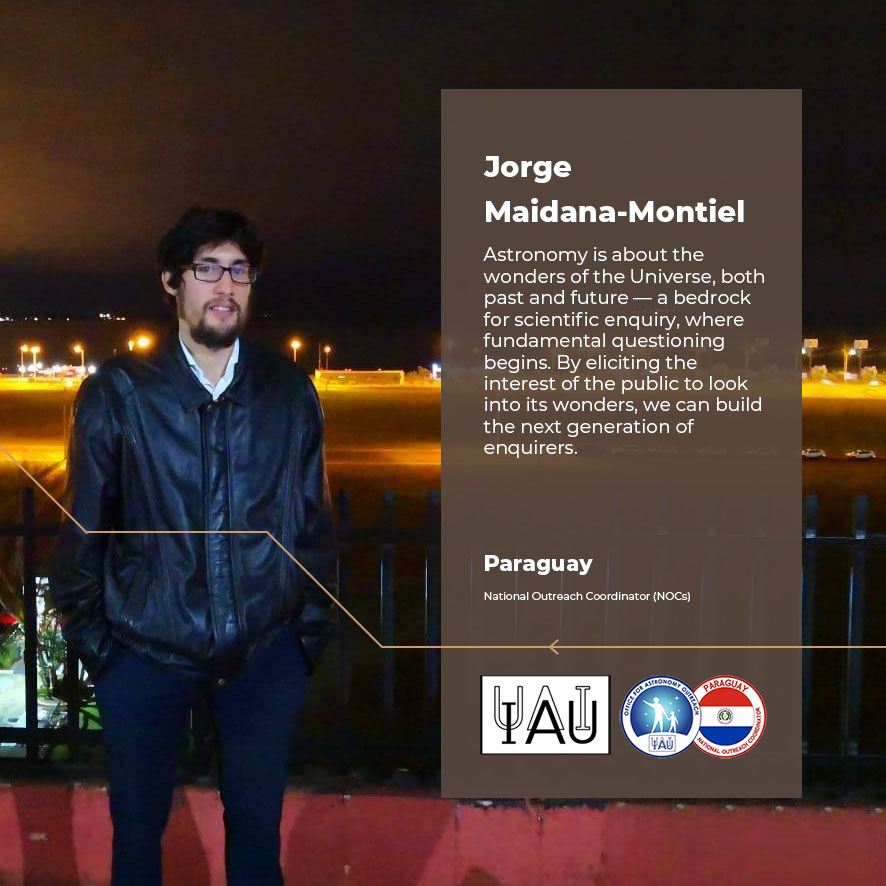 Jorge
Maidana-Montiel
Astronomy is about the
wonders of the Universe, both
past and future — a bedrock
for scientific enquiry, where
fundamental questioning
begins. By eliciting the
interest of the public to look
into its wonders, we can build
the next generation of
enquirers.
Paraguay
National Outreach Coordinator (NOCs)
UAI
IAU
OFFICE FOR ASTRONOMY OUTREACH
IAU
PARAGUAY
NATIONAL OUTREACH COORDINATOR